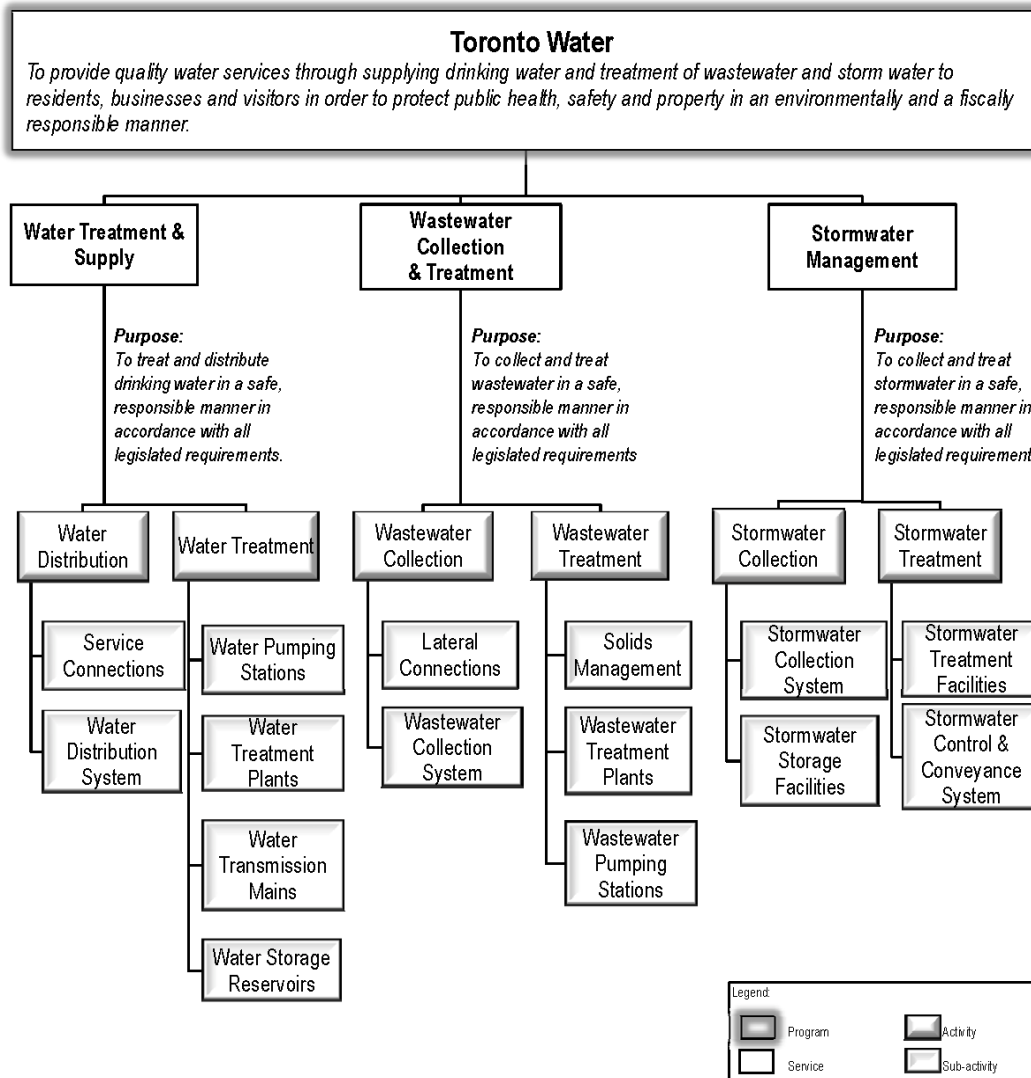 Toronto Water
To provide quality water services through supplying drinking water and treatment of wastewater and storm water to
residents, businesses and visitors in order to protect public health, safety and property in an environmentally and a fiscally
responsible manner.
Water Treatment &
Supply
Wastewater
Collection
& Treatment
Stormwater
Management
Purpose:
To treat and distribute
drinking water in a safe,
responsible manner in
accordance with all
legislated requirements.
Purpose:
To collect and treat
wastewater in a safe,
responsible manner in
accordance with all
legislated requirements
Purpose:
To collect and treat
stormwater in a safe,
responsible manner in
accordance with all
legislated requirement
Water
Distribution
Water Treatment
Wastewater
Collection
Wastewater
Treatment
Stormwater
Collection
Stormwater
Treatment
Service
Connections
Water
Distribution
System
Water Pumping
Stations
Water
Treatment
Plants
Water
Transmission
Mains
Water Storage
Reservoirs
Lateral
Connections
Wastewater
Collection
System
Solids
Management
Wastewater
Treatment
Plants
Wastewater
Pumping
Stations
Stormwater
Collection
System
Stormwater
Storage
Facilities
Stormwater
Treatment
Facilities
Stormwater
Control &
Conveyance
System
Legend:
Program
Activity
Service
Sub-activity